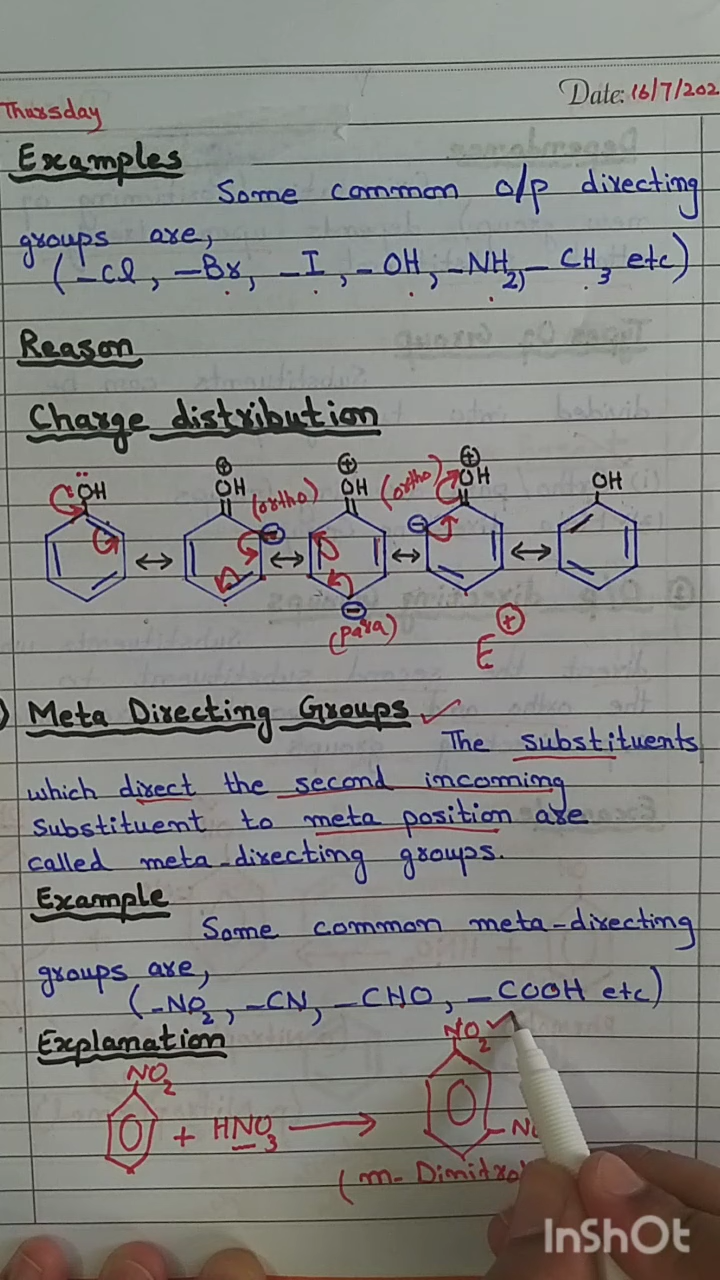 Thursday
Date: 16/7/202
Examples
Some common o/p directing
groups are,
(-Cl, -Br, -I, -OH, -NH2, -CH3 etc)
Reason
Charge distribution
ÖH ⊕ OH (ortho) ⊕ OH (ortho) ⊕ OH OH
⊖ ⊖ ⊖
(para)
E⊕
) Meta Directing Groups ✓
The substituents
which direct the second incoming
substituent to meta position are
called meta-directing groups.
Example
Some common meta-directing
groups are,
(-NO2, -CN, -CHO, -COOH etc)
Explanation
NO2 + HNO3 → NO2 ✓
(m-Dinitro
InShOt